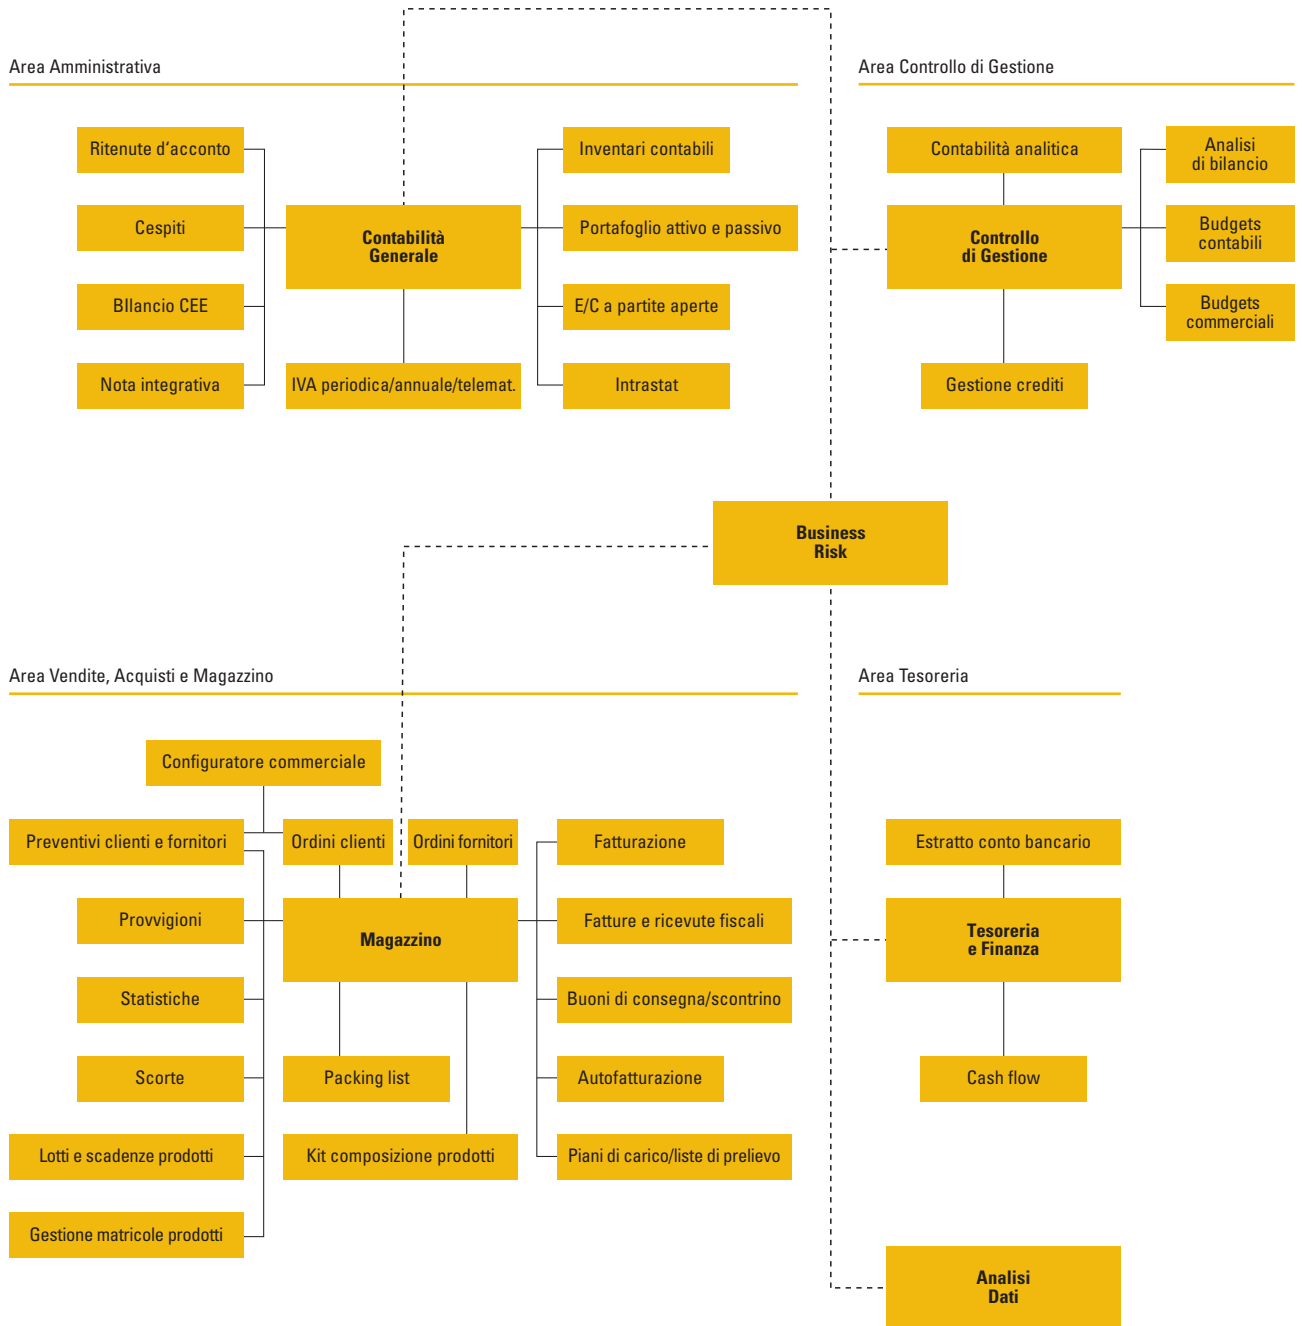 Area Amministrativa
Ritenute d‘acconto
Cespiti
BIlancio CEE
Nota integrativa
Contabilità
Generale
IVA periodica/annuale/telemat.
Inventari contabili
Portafoglio attivo e passivo
E/C a partite aperte
Intrastat
Area Controllo di Gestione
Contabilità analitica
Controllo
di Gestione
Gestione crediti
Analisi
di bilancio
Budgets
contabili
Budgets
commerciali
Business
Risk
Area Vendite, Acquisti e Magazzino
Configuratore commerciale
Preventivi clienti e fornitori
Ordini clienti
Ordini fornitori
Provvigioni
Statistiche
Scorte
Lotti e scadenze prodotti
Gestione matricole prodotti
Magazzino
Packing list
Kit composizione prodotti
Fatturazione
Fatture e ricevute fiscali
Buoni di consegna/scontrino
Autofatturazione
Piani di carico/liste di prelievo
Area Tesoreria
Estratto conto bancario
Tesoreria
e Finanza
Cash flow
Analisi
Dati